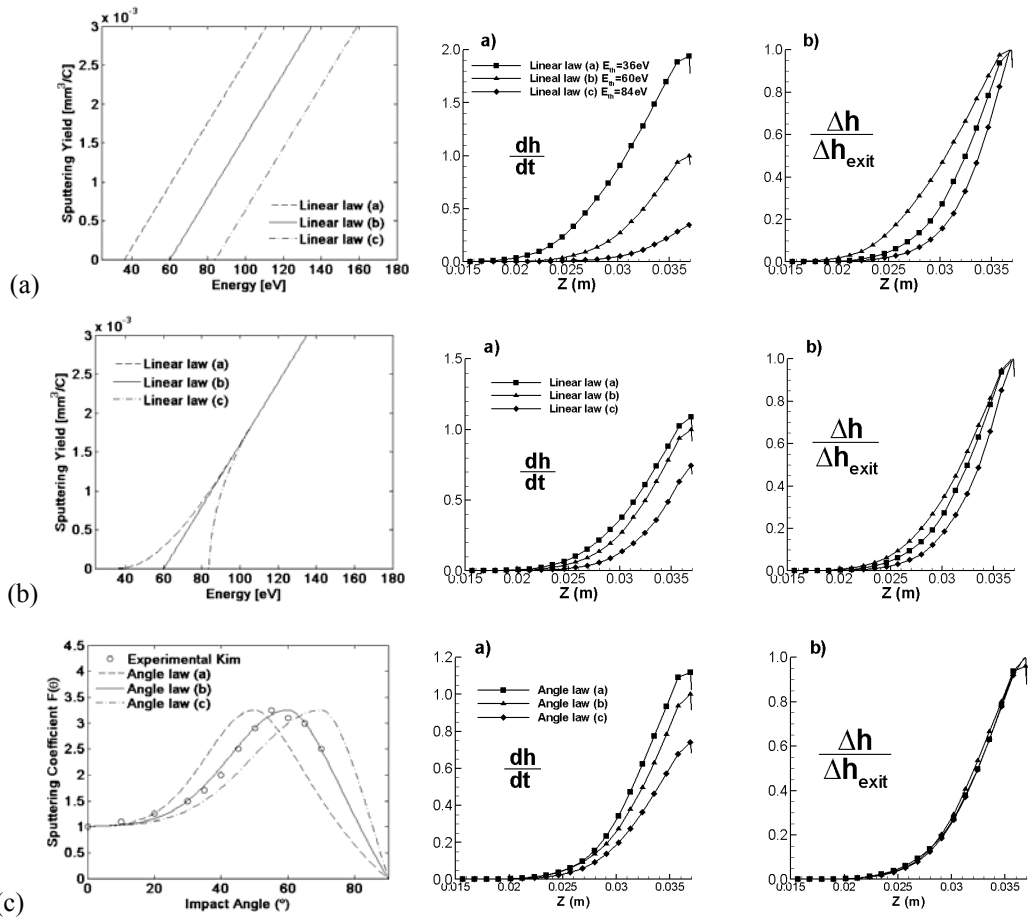 (a)
x 10⁻³
Sputtering Yield [mm³/C]
3
2.5
2
1.5
1
0.5
0
40 60 80 100 120 140 160 180
Energy [eV]
Linear law (a)
Linear law (b)
Linear law (c)
a)
2.0
1.5
1.0
0.5
0.0
0.015 0.02 0.025 0.03 0.035
Z (m)
Linear law (a) Eth=36eV
Lineal law (b) Eth=60eV
Lineal law (c) Eth=84eV
dh
dt
b)
1.0
0.8
0.6
0.4
0.2
0.0
0.015 0.02 0.025 0.03 0.035
Z (m)
Δh
Δhexit
(b)
x 10⁻³
Sputtering Yield [mm³/C]
3
2.5
2
1.5
1
0.5
0
40 60 80 100 120 140 160 180
Energy [eV]
Linear law (a)
Linear law (b)
Linear law (c)
a)
1.5
1.0
0.5
0.0
0.015 0.02 0.025 0.03 0.035
Z (m)
Linear law (a)
Linear law (b)
Linear law (c)
dh
dt
b)
1.0
0.8
0.6
0.4
0.2
0.0
0.015 0.02 0.025 0.03 0.035
Z (m)
Δh
Δhexit
(c)
Sputtering Coefficient F(θ)
4.5
4
3.5
3
2.5
2
1.5
1
0.5
0
0 20 40 60 80
Impact Angle (º)
Experimental Kim
Angle law (a)
Angle law (b)
Angle law (c)
a)
1.2
1.0
0.8
0.6
0.4
0.2
0.0
0.015 0.02 0.025 0.03 0.035
Z (m)
Angle law (a)
Angle law (b)
Angle law (c)
dh
dt
b)
1.0
0.8
0.6
0.4
0.2
0.0
0.015 0.02 0.025 0.03 0.035
Z (m)
Δh
Δhexit